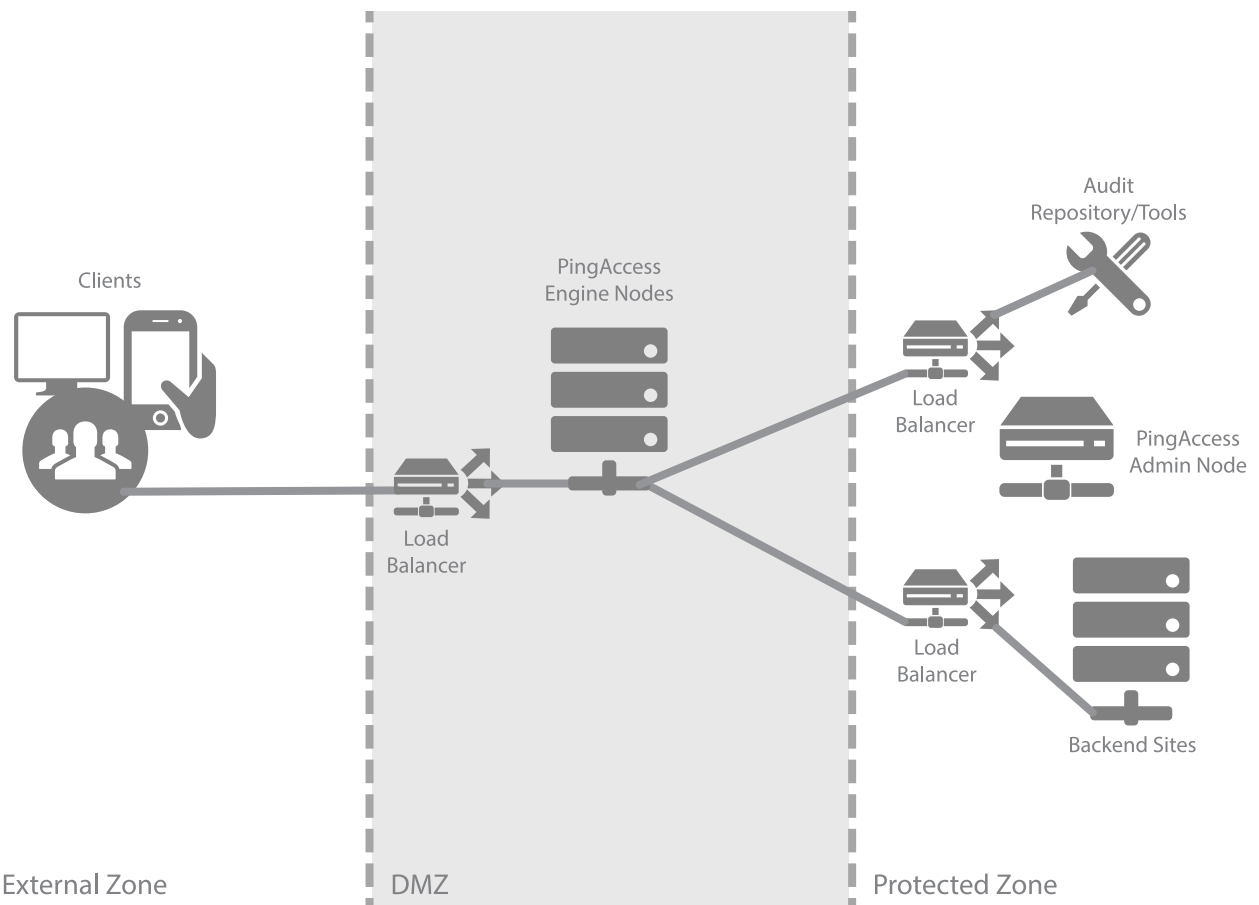 Audit
Repository/Tools
PingAccess
Engine Nodes
Clients
Load
Balancer
PingAccess
Admin Node
Load
Balancer
Load
Balancer
Backend Sites
External Zone
DMZ
Protected Zone